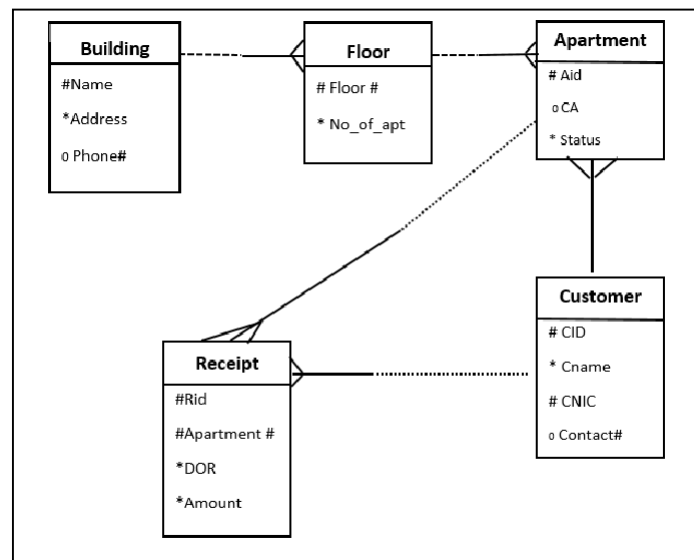 Building
#Name
*Address
o Phone#
Floor
# Floor #
* No_of_apt
Apartment
# Aid
o CA
* Status
Customer
# CID
* Cname
# CNIC
o Contact#
Receipt
#Rid
#Apartment #
*DOR
*Amount